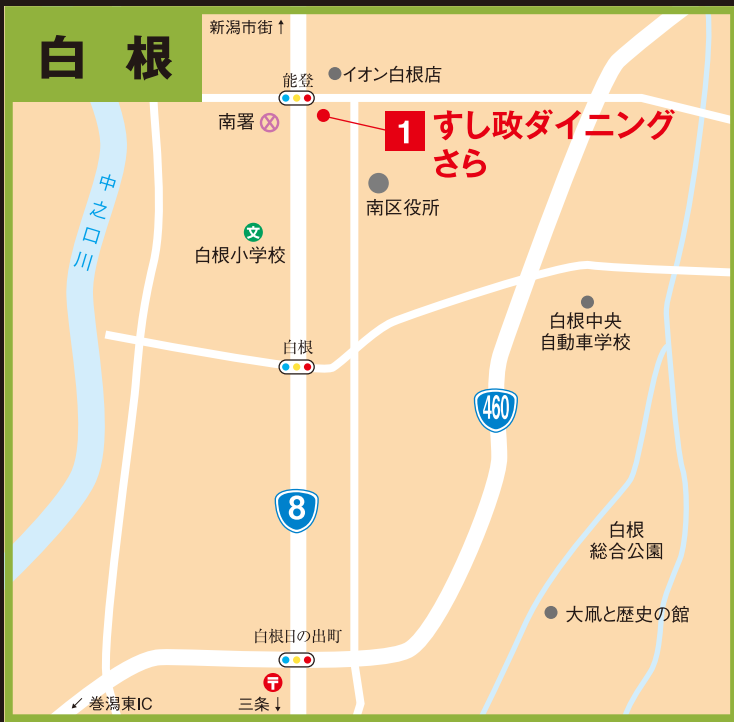 白根
新潟市街↑
能登
イオン白根店
南署
1 すし政ダイニング
さら
中之口川
南区役所
文
白根小学校
白根中央
自動車学校
白根
460
8
白根
総合公園
大凧と歴史の館
白根日の出町
〒
↙巻潟東IC
三条↓